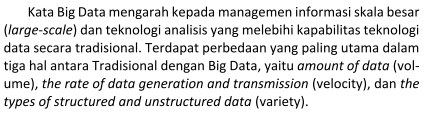 Kata Big Data mengarah kepada managemen informasi skala besar
(large-scale) dan teknologi analisis yang melebihi kapabilitas teknologi
data secara tradisional. Terdapat perbedaan yang paling utama dalam
tiga hal antara Tradisional dengan Big Data, yaitu amount of data (vol-
ume), the rate of data generation and transmission (velocity), dan the
types of structured and unstructured data (variety).